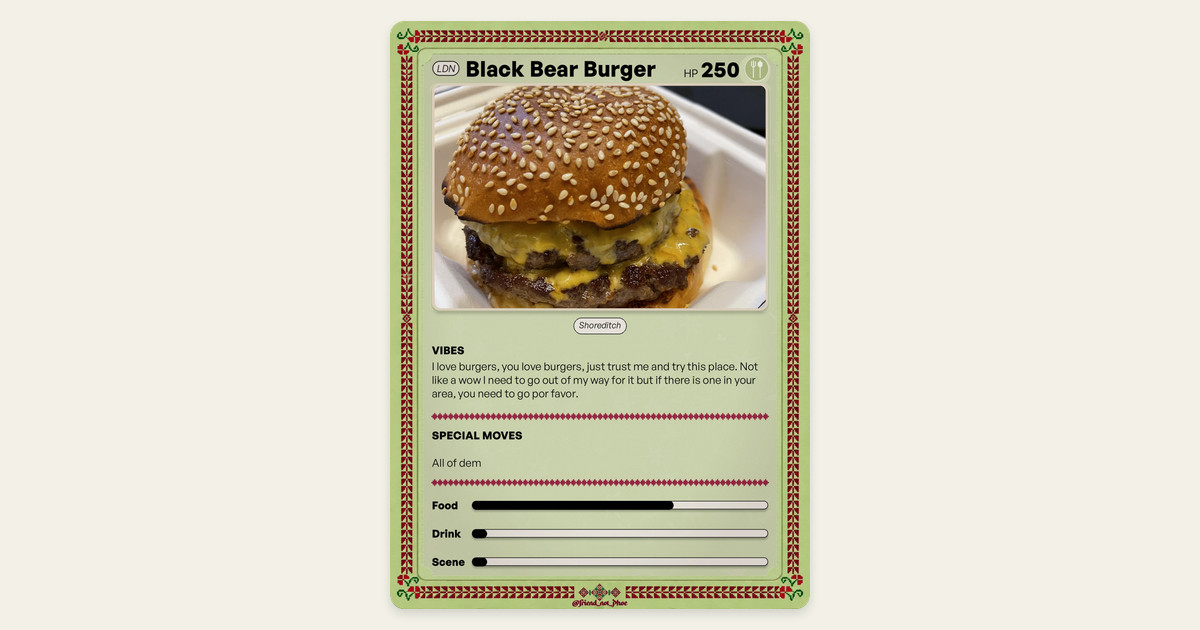 LDN Black Bear Burger HP 250
Shoreditch
VIBES
I love burgers, you love burgers, just trust me and try this place. Not
like a wow I need to go out of my way for it but if there is one in your
area, you need to go por favor.
SPECIAL MOVES
All of dem
Food
Drink
Scene
@friend_not_phoe